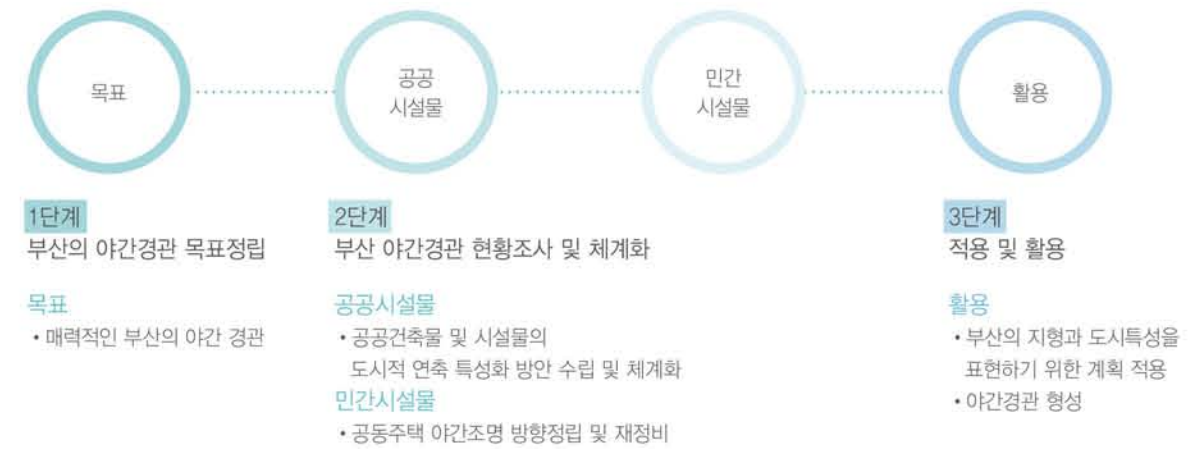 목표
공공
시설물
민간
시설물
활용
1단계
부산의 야간경관 목표정립
목표
• 매력적인 부산의 야간 경관
2단계
부산 야간경관 현황조사 및 체계화
공공시설물
• 공공건축물 및 시설물의
도시적 연축 특성화 방안 수립 및 체계화
민간시설물
• 공동주택 야간조명 방향정립 및 재정비
3단계
적용 및 활용
활용
• 부산의 지형과 도시특성을
표현하기 위한 계획 적용
• 야간경관 형성